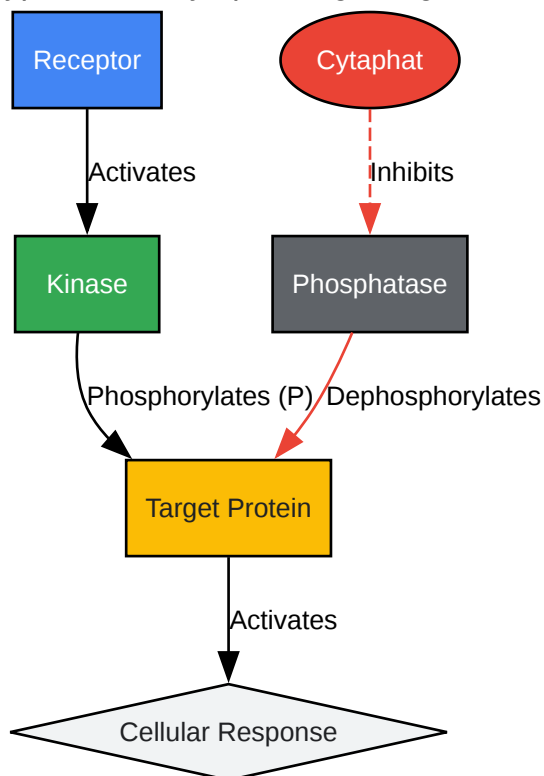 Receptor
Cytaphat
Activates
Inhibits
Kinase
Phosphatase
Phosphorylates (P)
Dephosphorylates
Target Protein
Activates
Cellular Response